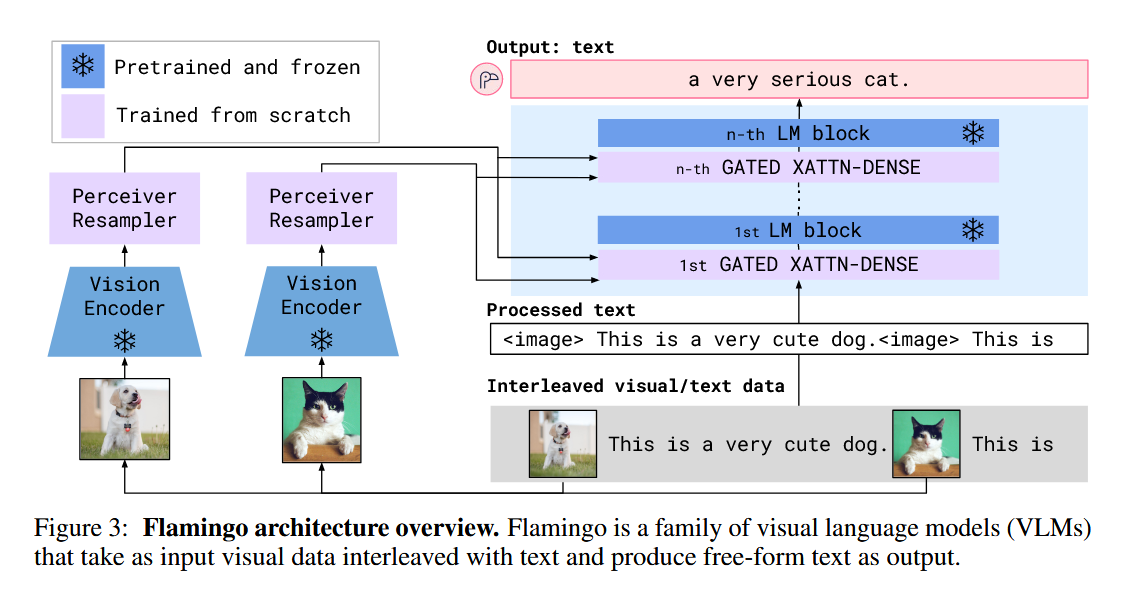 Pretrained and frozen
Trained from scratch
Output: text
a very serious cat.
n-th LM block
n-th GATED XATTN-DENSE
1st LM block
1st GATED XATTN-DENSE
Perceiver
Resampler
Perceiver
Resampler
Vision
Encoder
Vision
Encoder
Processed text
<image> This is a very cute dog.<image> This is
Interleaved visual/text data
This is a very cute dog.
This is
Figure 3: Flamingo architecture overview. Flamingo is a family of visual language models (VLMs)
that take as input visual data interleaved with text and produce free-form text as output.